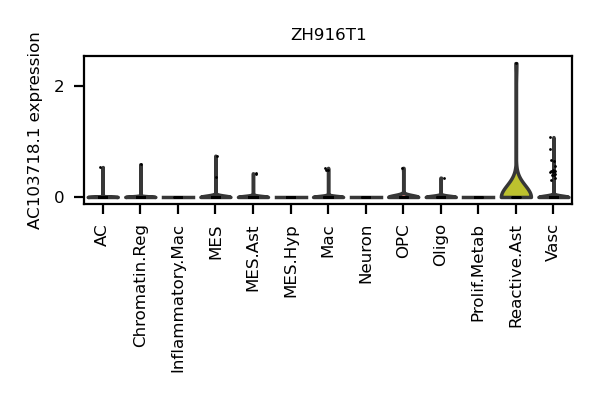 ZH916T1
AC103718.1 expression
2
0
AC
Chromatin.Reg
Inflammatory.Mac
MES
MES.Ast
MES.Hyp
Mac
Neuron
OPC
Oligo
Prolif.Metab
Reactive.Ast
Vasc